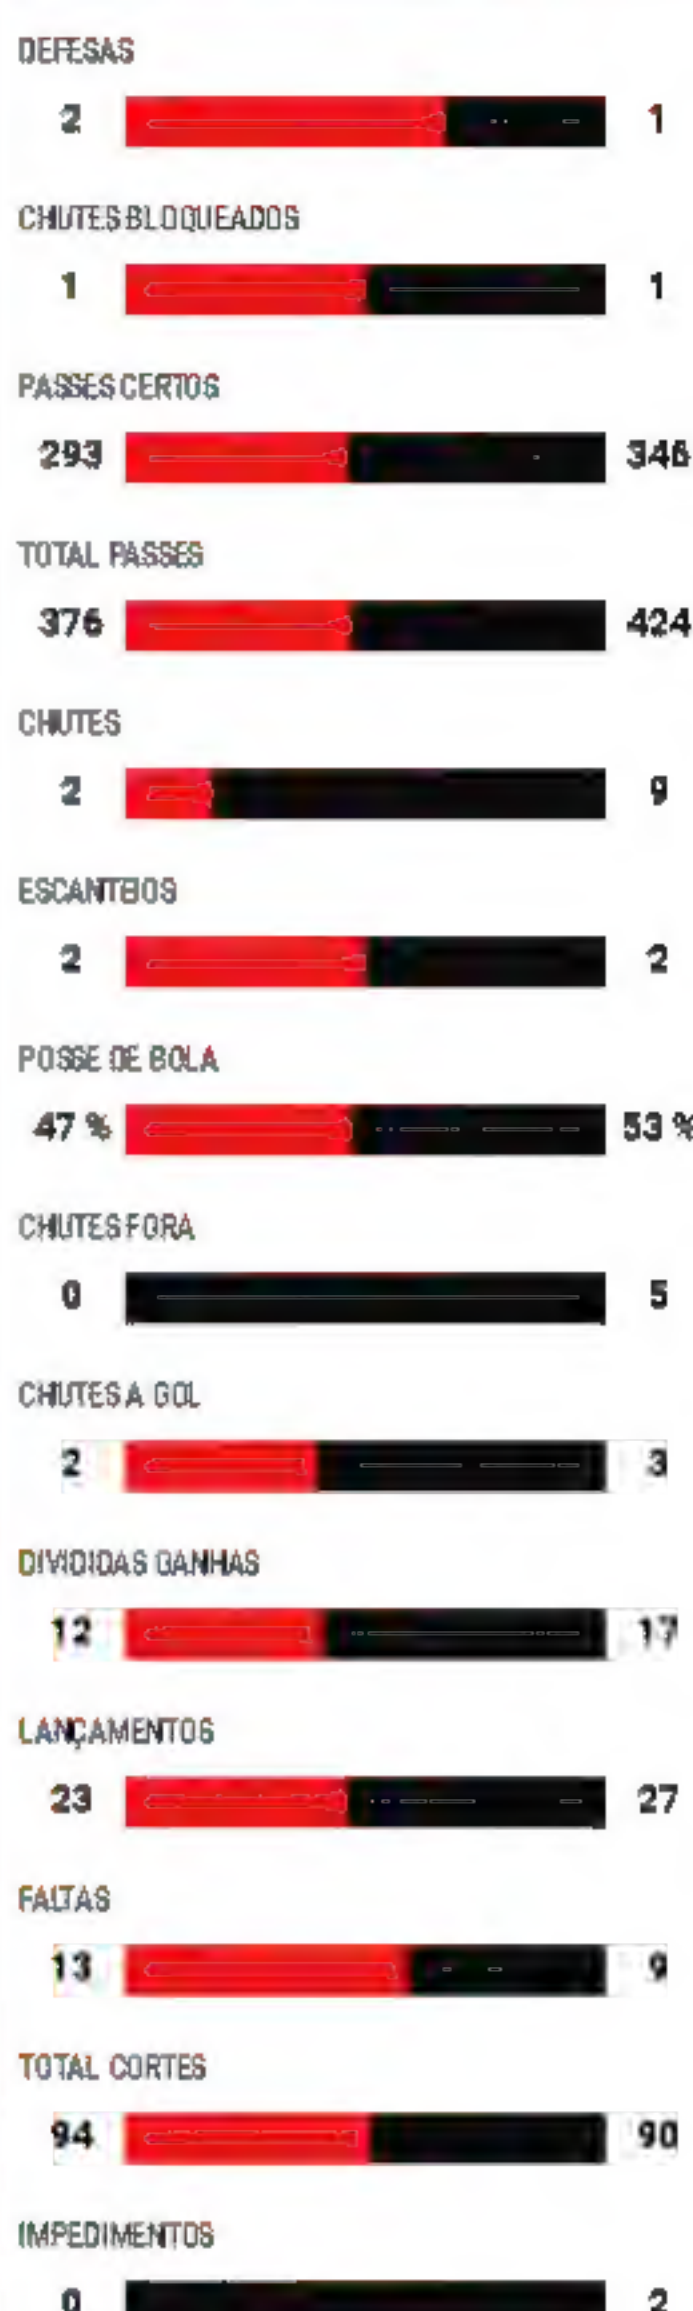 DEFESAS
2 1
CHUTES BLOQUEADOS
1 1
PASSES CERTOS
293 346
TOTAL PASSES
376 424
CHUTES
2 9
ESCANTEIOS
2 2
POSSE DE BOLA
47 % 53 %
CHUTES FORA
0 5
CHUTES A GOL
2 3
DIVIDIDAS GANHAS
12 17
LANÇAMENTOS
23 27
FALTAS
13 9
TOTAL CORTES
94 90
IMPEDIMENTOS
0 2